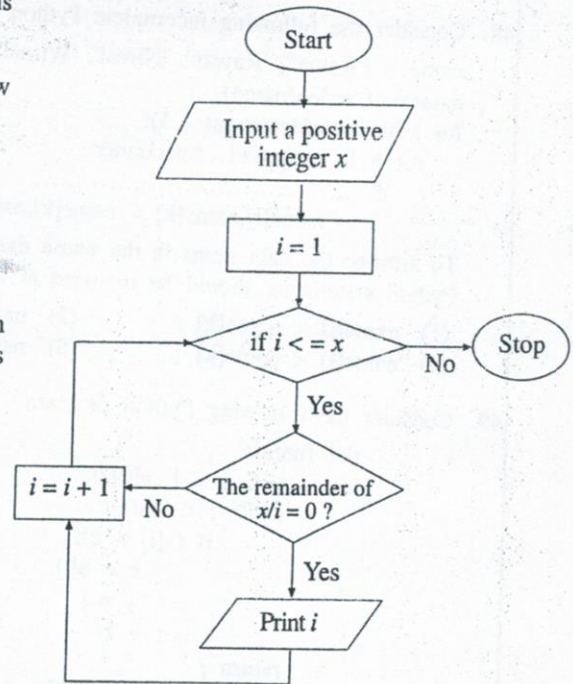 Start
Input a positive
integer x
i = 1
if i <= x
No
Stop
Yes
i = i + 1
No
The remainder of
x/i = 0 ?
Yes
Print i